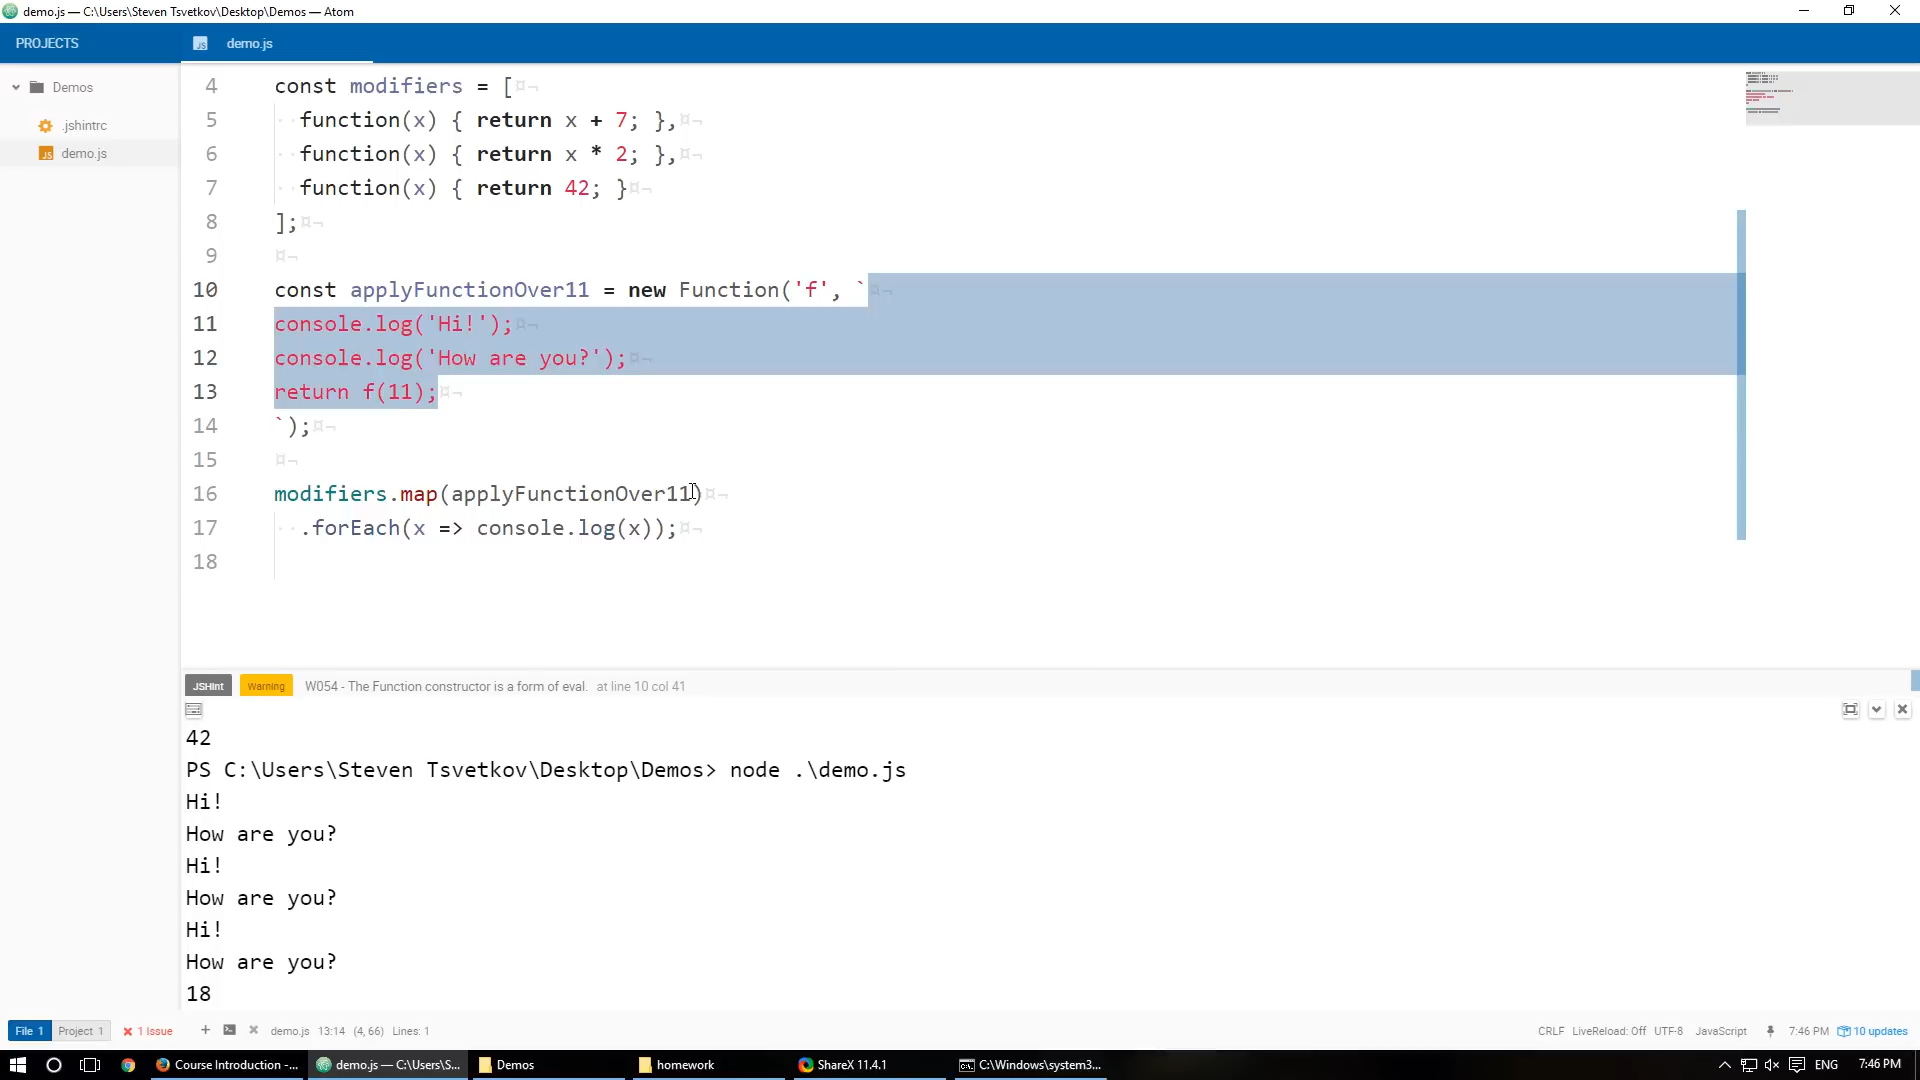 demo.js — C:\Users\Steven Tsvetkov\Desktop\Demos — Atom
PROJECTS
demo.js
Demos
.jshintrc
demo.js
4 const modifiers = [
5 function(x) { return x + 7; },
6 function(x) { return x * 2; },
7 function(x) { return 42; }
8 ];
9
10 const applyFunctionOver11 = new Function('f', `
11 console.log('Hi!');
12 console.log('How are you?');
13 return f(11);
14 `);
15
16 modifiers.map(applyFunctionOver11)
17 .forEach(x => console.log(x));
18
JSHint Warning W054 - The Function constructor is a form of eval. at line 10 col 41
42
PS C:\Users\Steven Tsvetkov\Desktop\Demos> node .\demo.js
Hi!
How are you?
Hi!
How are you?
Hi!
How are you?
18
File 1 Project 1 1 Issue demo.js 13:14 (4, 66) Lines: 1 CRLF LiveReload: Off UTF-8 JavaScript 7:46 PM 10 updates
Course Introduction -... demo.js — C:\Users\S... Demos homework ShareX 11.4.1 C:\Windows\system3... ENG 7:46 PM